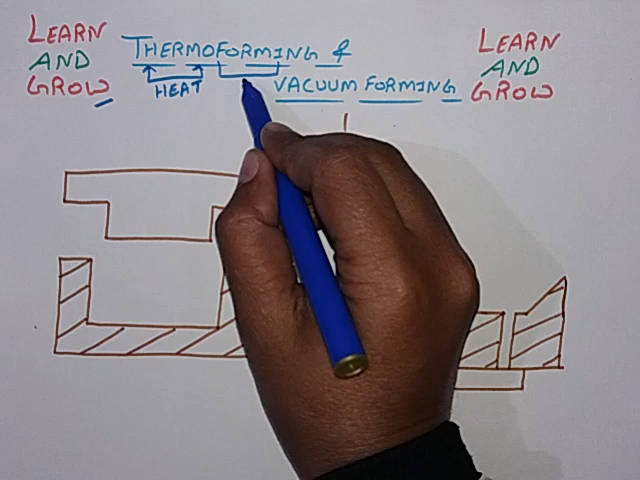 LEARN
AND
GROW
THERMOFORMING &
HEAT
VACUUM FORMING
LEARN
AND
GROW